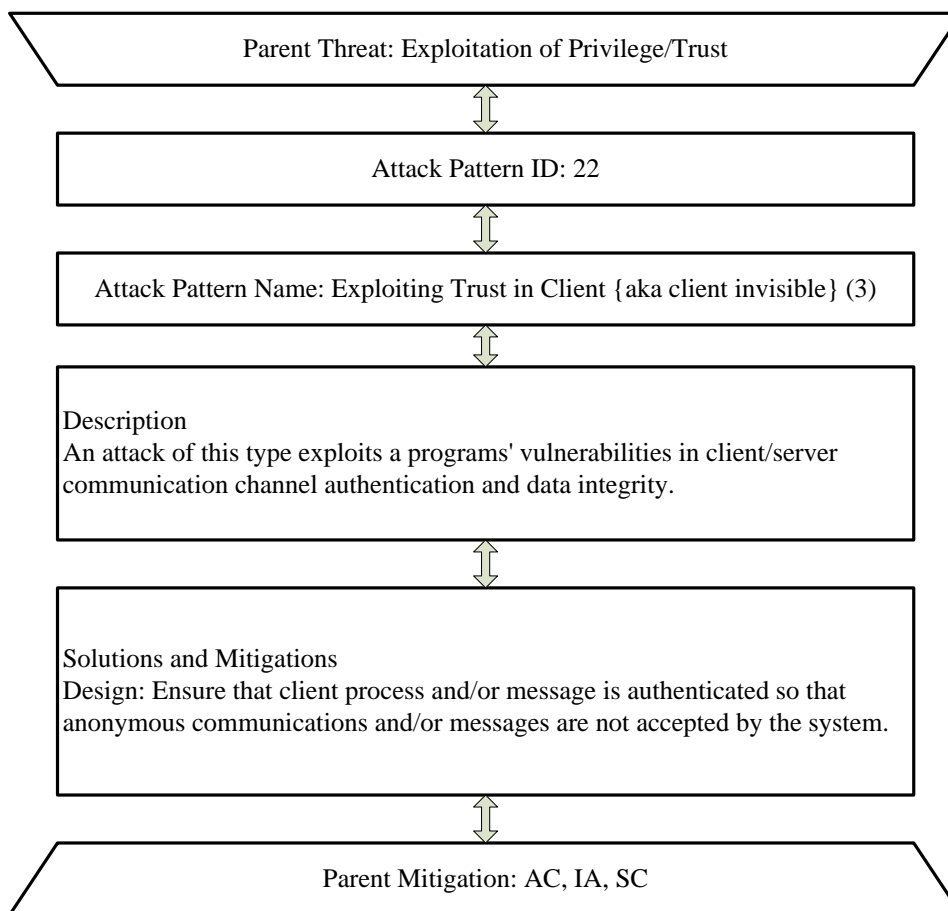 Parent Threat: Exploitation of Privilege/Trust
Attack Pattern ID: 22
Attack Pattern Name: Exploiting Trust in Client {aka client invisible} (3)
Description
An attack of this type exploits a programs' vulnerabilities in client/server
communication channel authentication and data integrity.
Solutions and Mitigations
Design: Ensure that client process and/or message is authenticated so that
anonymous communications and/or messages are not accepted by the system.
Parent Mitigation: AC, IA, SC